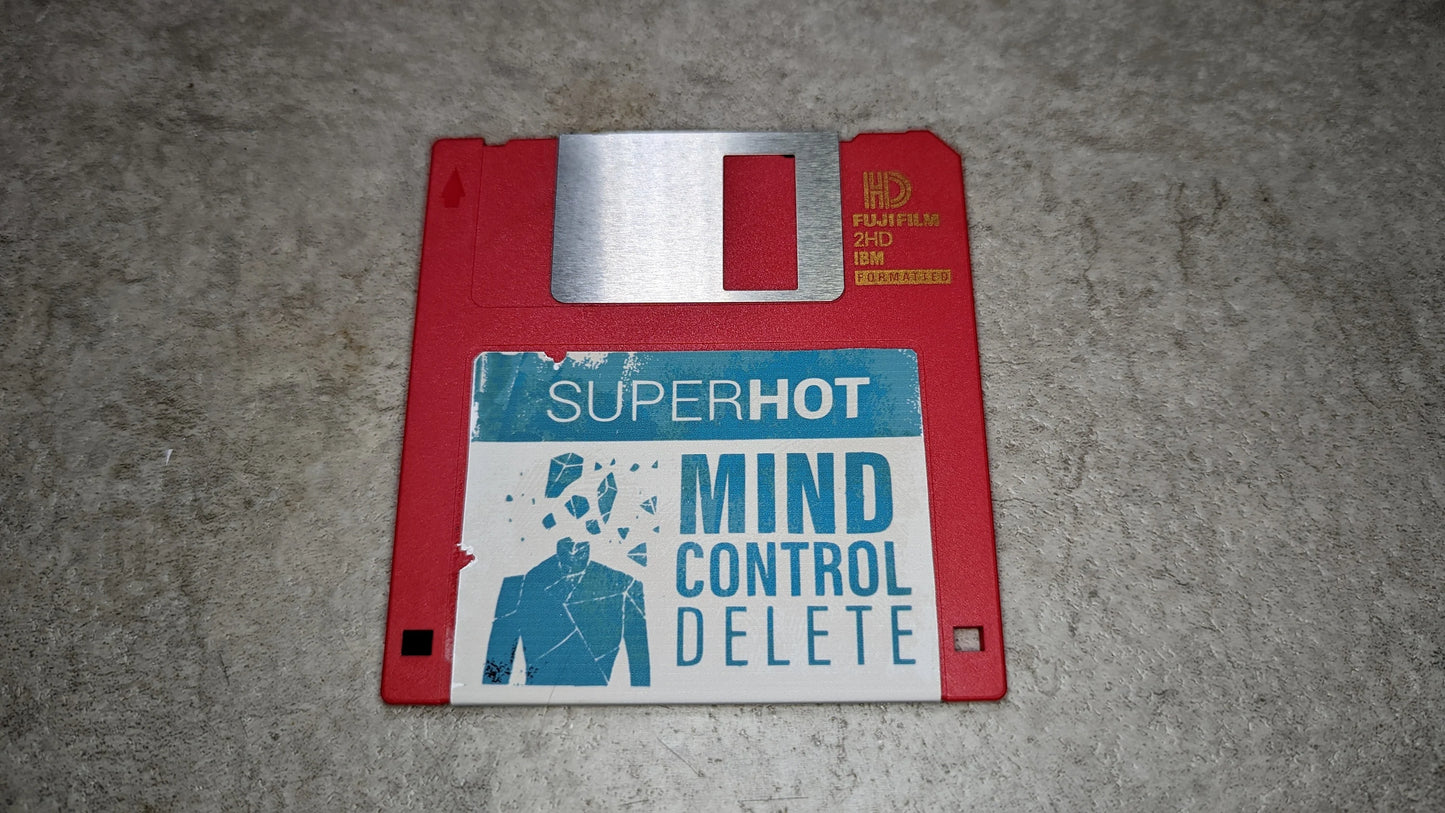 HD
FUJIFILM
2HD
IBM
FORMATTED
SUPERHOT
MIND
CONTROL
DELETE